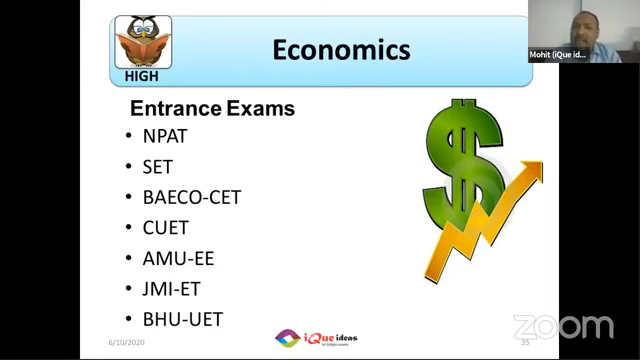 Economics
HIGH
Mohit (iQue id...
Entrance Exams
• NPAT
• SET
• BAECO-CET
• CUET
• AMU-EE
• JMI-ET
• BHU-UET
6/10/2020
iQue ideas
35
zoom